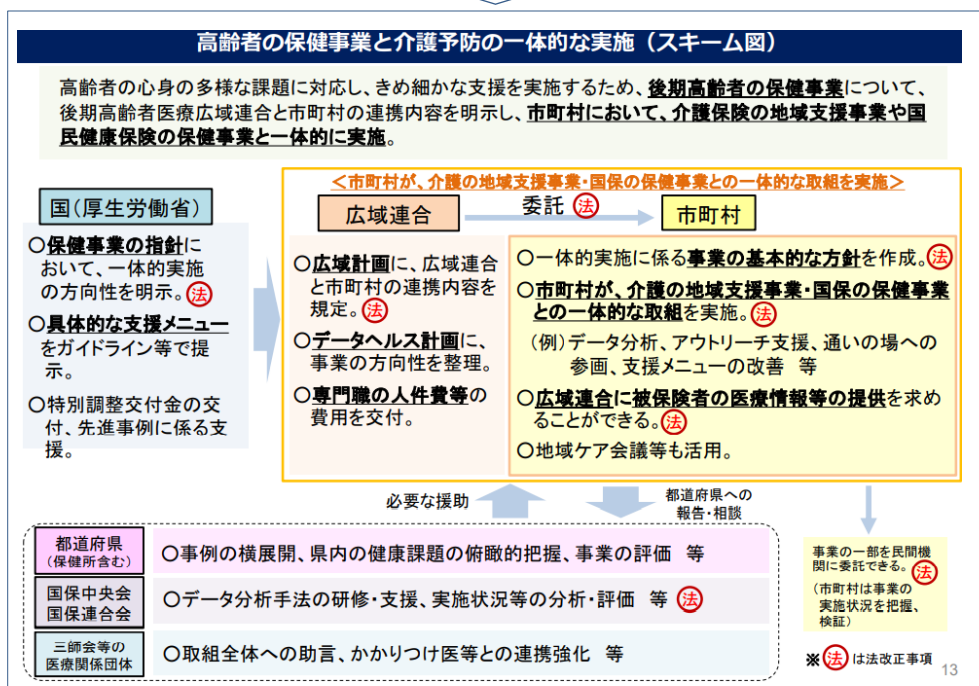 高齢者の保健事業と介護予防の一体的な実施（スキーム図）
高齢者の心身の多様な課題に対応し、きめ細かな支援を実施するため、後期高齢者の保健事業について、
後期高齢者医療広域連合と市町村の連携内容を明示し、市町村において、介護保険の地域支援事業や国
民健康保険の保健事業と一体的に実施。
＜市町村が、介護の地域支援事業・国保の保健事業との一体的な取組を実施＞
国（厚生労働省）
○保健事業の指針に
おいて、一体的実施
の方向性を明示。法
○具体的な支援メニュー
をガイドライン等で提
示。
○特別調整交付金の交
付、先進事例に係る支
援。
広域連合
委託 法
市町村
○広域計画に、広域連合
と市町村の連携内容を
規定。法
○データヘルス計画に、
事業の方向性を整理。
○専門職の人件費等の
費用を交付。
○一体的実施に係る事業の基本的な方針を作成。法
○市町村が、介護の地域支援事業・国保の保健事業
との一体的な取組を実施。法
（例）データ分析、アウトリーチ支援、通いの場への
参画、支援メニューの改善 等
○広域連合に被保険者の医療情報等の提供を求め
ることができる。法
○地域ケア会議等も活用。
必要な援助
都道府県への
報告・相談
都道府県
（保健所含む）
○事例の横展開、県内の健康課題の俯瞰的把握、事業の評価 等
国保中央会
国保連合会
○データ分析手法の研修・支援、実施状況等の分析・評価 等 法
三師会等の
医療関係団体
○取組全体への助言、かかりつけ医等との連携強化 等
事業の一部を民間機
関に委託できる。法
（市町村は事業の
実施状況を把握、
検証）
※法は法改正事項
13